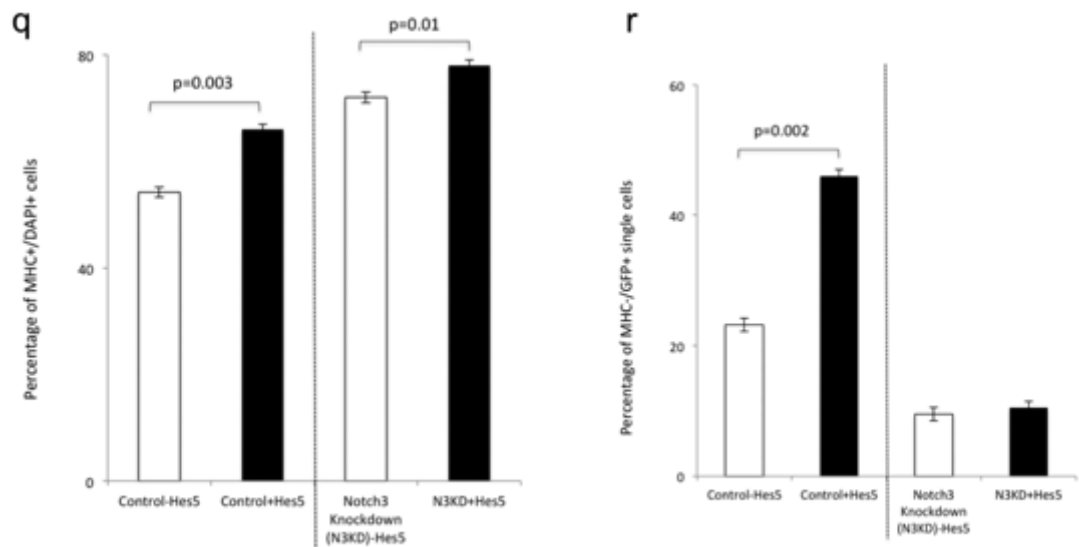 q
Percentage of MHC+/DAPI+ cells
80
40
0
p=0.003
p=0.01
Control-Hes5
Control+Hes5
Notch3
Knockdown
(N3KD)-Hes5
N3KD+Hes5
r
Percentage of MHC-/GFP+ single cells
60
40
20
0
p=0.002
Control-Hes5
Control+Hes5
Notch3
Knockdown
(N3KD)-Hes5
N3KD+Hes5